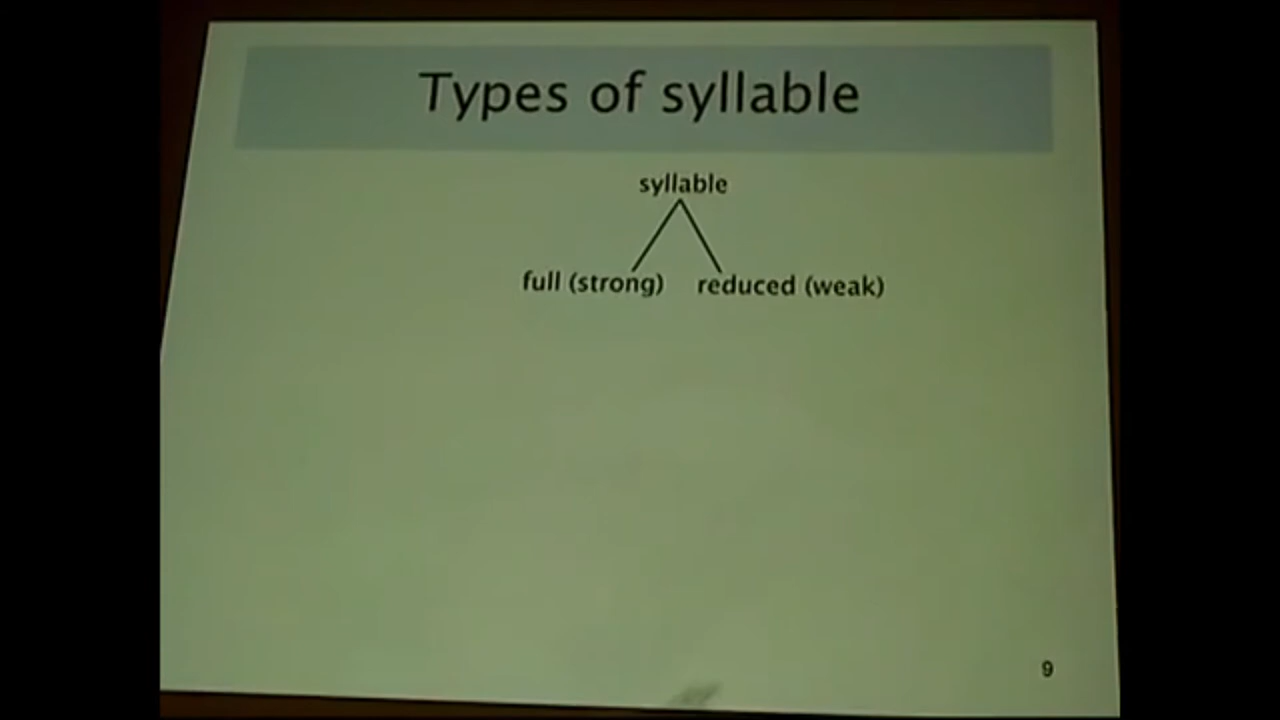 Types of syllable
syllable
full (strong) reduced (weak)
9